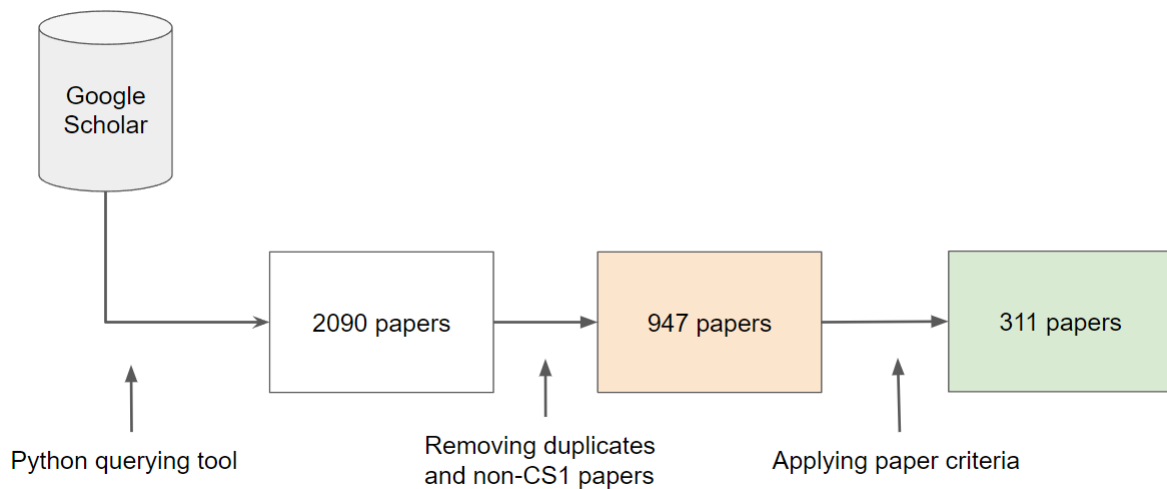 Google
Scholar
2090 papers
947 papers
311 papers
Python querying tool
Removing duplicates
and non-CS1 papers
Applying paper criteria